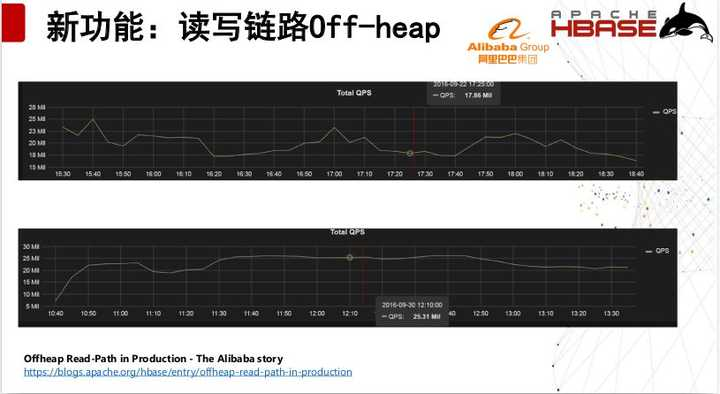 新功能：读写链路Off-heap
Alibaba Group
阿里巴巴集团
APACHE
HBASE
Total QPS
2016-09-22 17:25:00
QPS: 17.86 Mil
QPS
28 Mil
25 Mil
23 Mil
20 Mil
18 Mil
15 Mil
15:30 15:40 15:50 16:00 16:10 16:20 16:30 16:40 16:50 17:00 17:10 17:20 17:30 17:40 17:50 18:00 18:10 18:20 18:30 18:40
Total QPS
QPS
30 Mil
25 Mil
20 Mil
15 Mil
10 Mil
5 Mil
10:40 10:50 11:00 11:10 11:20 11:30 11:40 11:50 12:00 12:10 40 12:50 13:00 13:10 13:20 13:30
2016-09-30 12:10:00
QPS: 25.31 Mil
Offheap Read-Path in Production - The Alibaba story
https://blogs.apache.org/hbase/entry/offheap-read-path-in-production